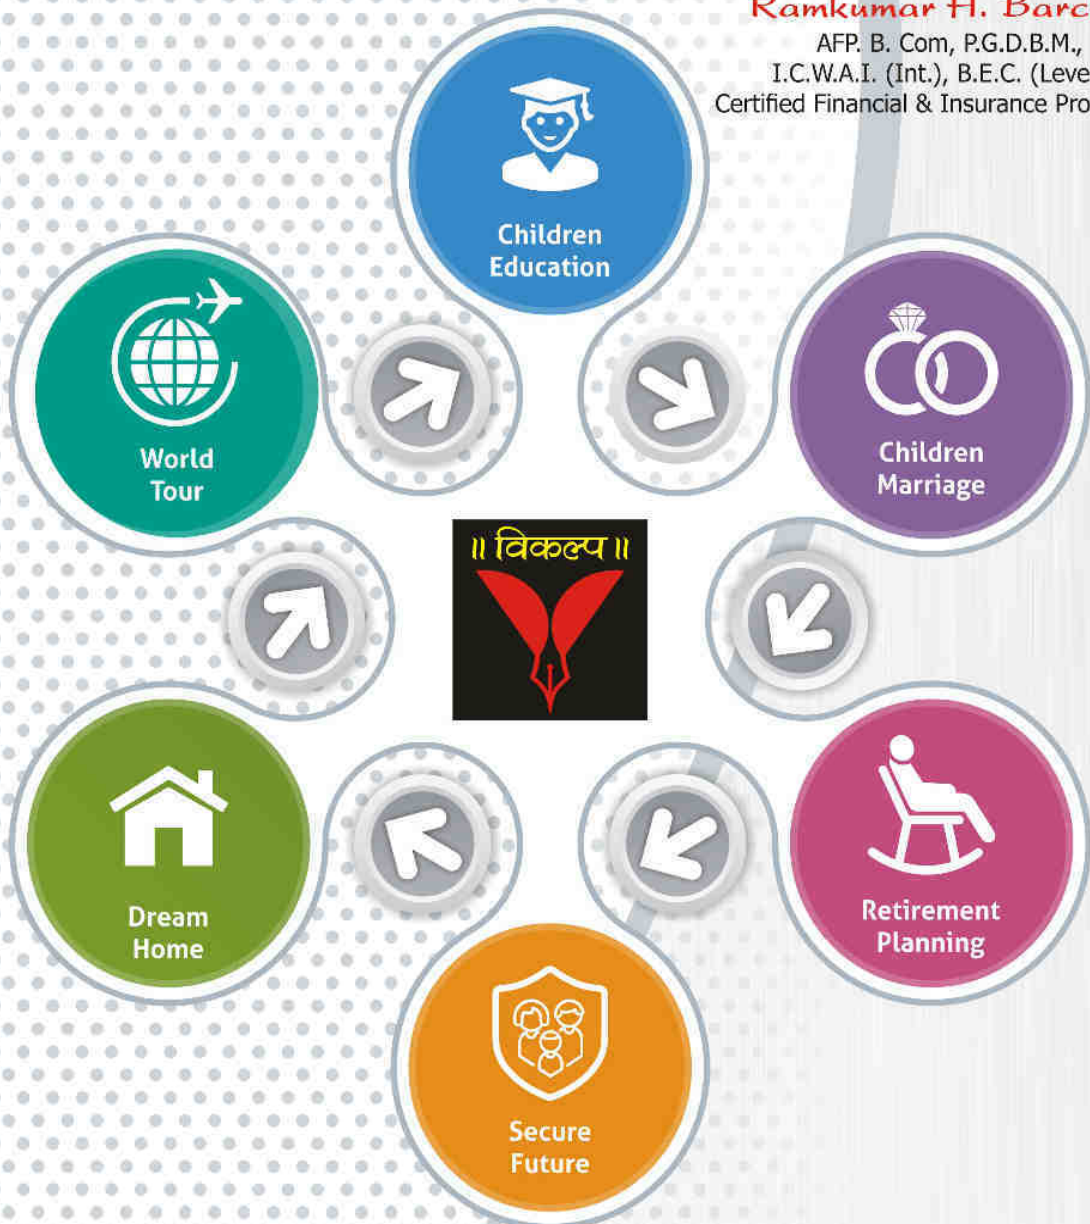 Ramkumar H.
AFP. B. Com, P.G.D.B.M.,
I.C.W.A.I. (Int.), B.E.C.
Certified Financial & Insurance
Children
Education
World
Tour
Children
Marriage
॥ विकल्प ॥
Dream
Home
Retirement
Planning
Secure
Future